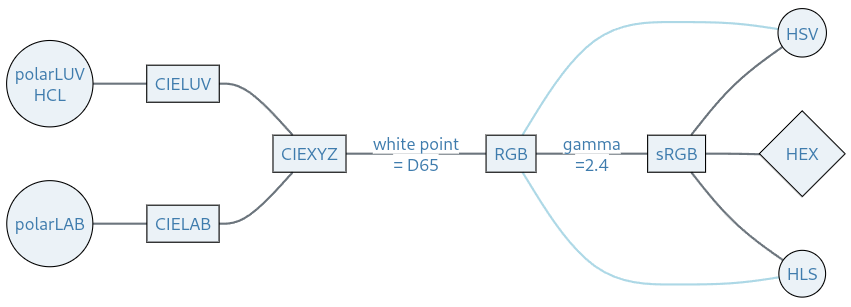 polarLUV
HCL
CIELUV
polarLAB
CIELAB
CIEXYZ
white point
= D65
RGB
gamma
=2.4
sRGB
HSV
HEX
HLS